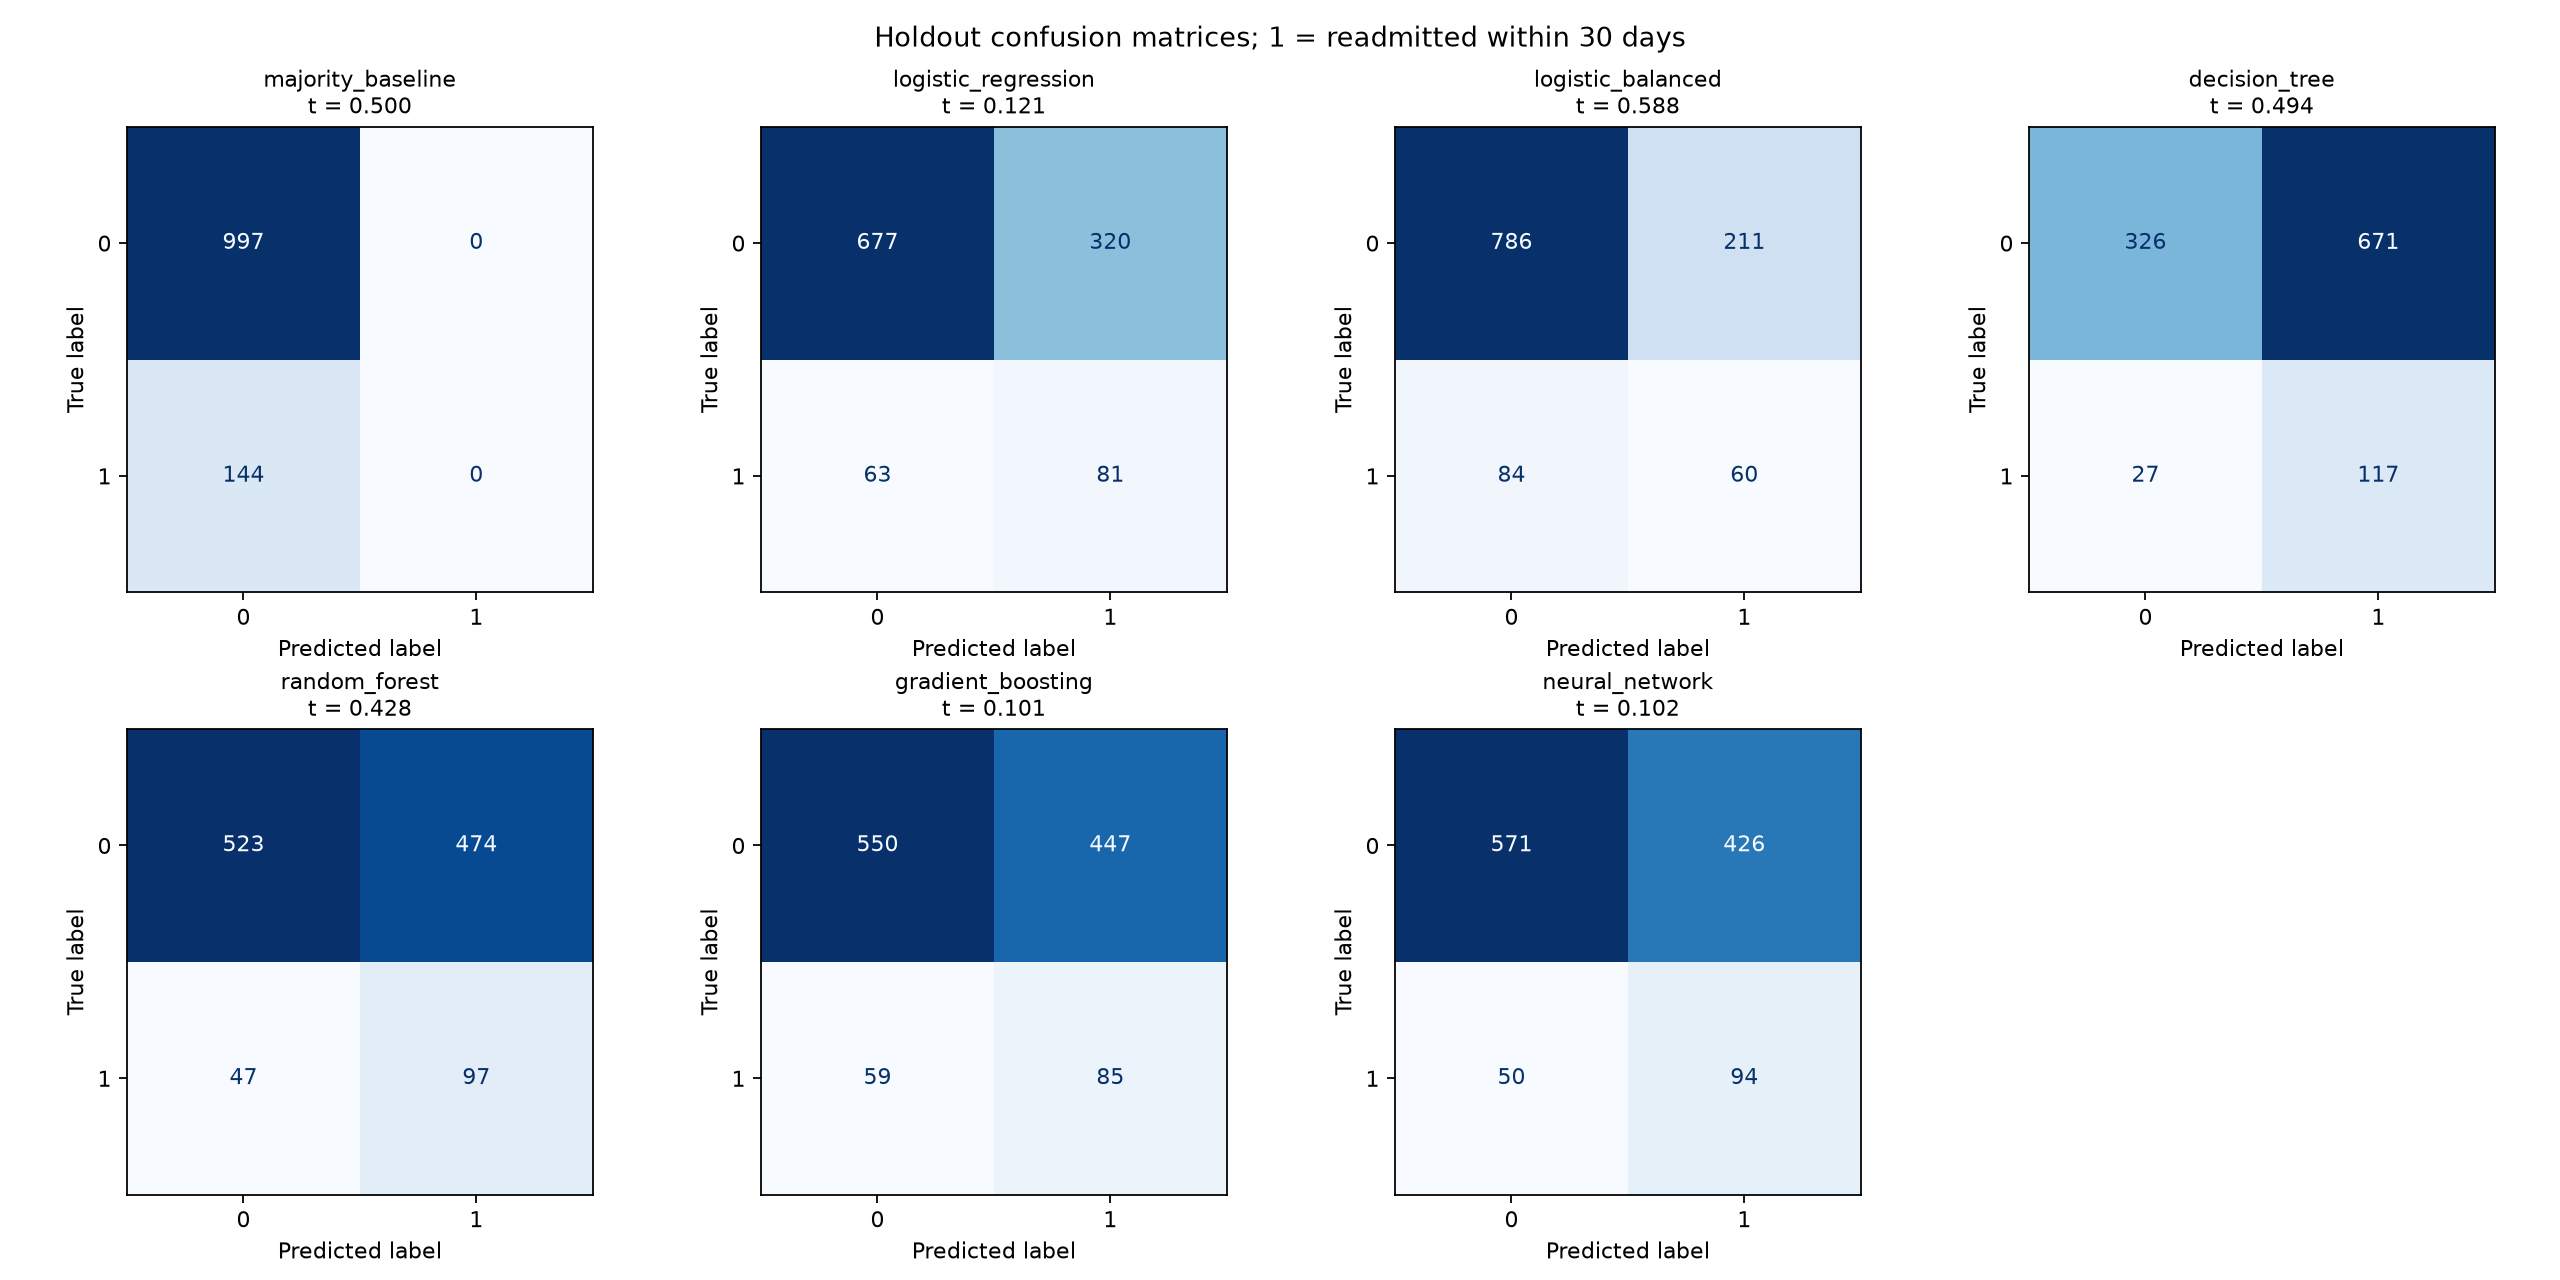 Holdout confusion matrices; 1 = readmitted within 30 days
majority_baseline
t = 0.500
True label
0
997
0
1
144
0
0
1
Predicted label
logistic_regression
t = 0.121
True label
0
677
320
1
63
81
0
1
Predicted label
logistic_balanced
t = 0.588
True label
0
786
211
1
84
60
0
1
Predicted label
decision_tree
t = 0.494
True label
0
326
671
1
27
117
0
1
Predicted label
random_forest
t = 0.428
True label
0
523
474
1
47
97
0
1
Predicted label
gradient_boosting
t = 0.101
True label
0
550
447
1
59
85
0
1
Predicted label
neural_network
t = 0.102
True label
0
571
426
1
50
94
0
1
Predicted label